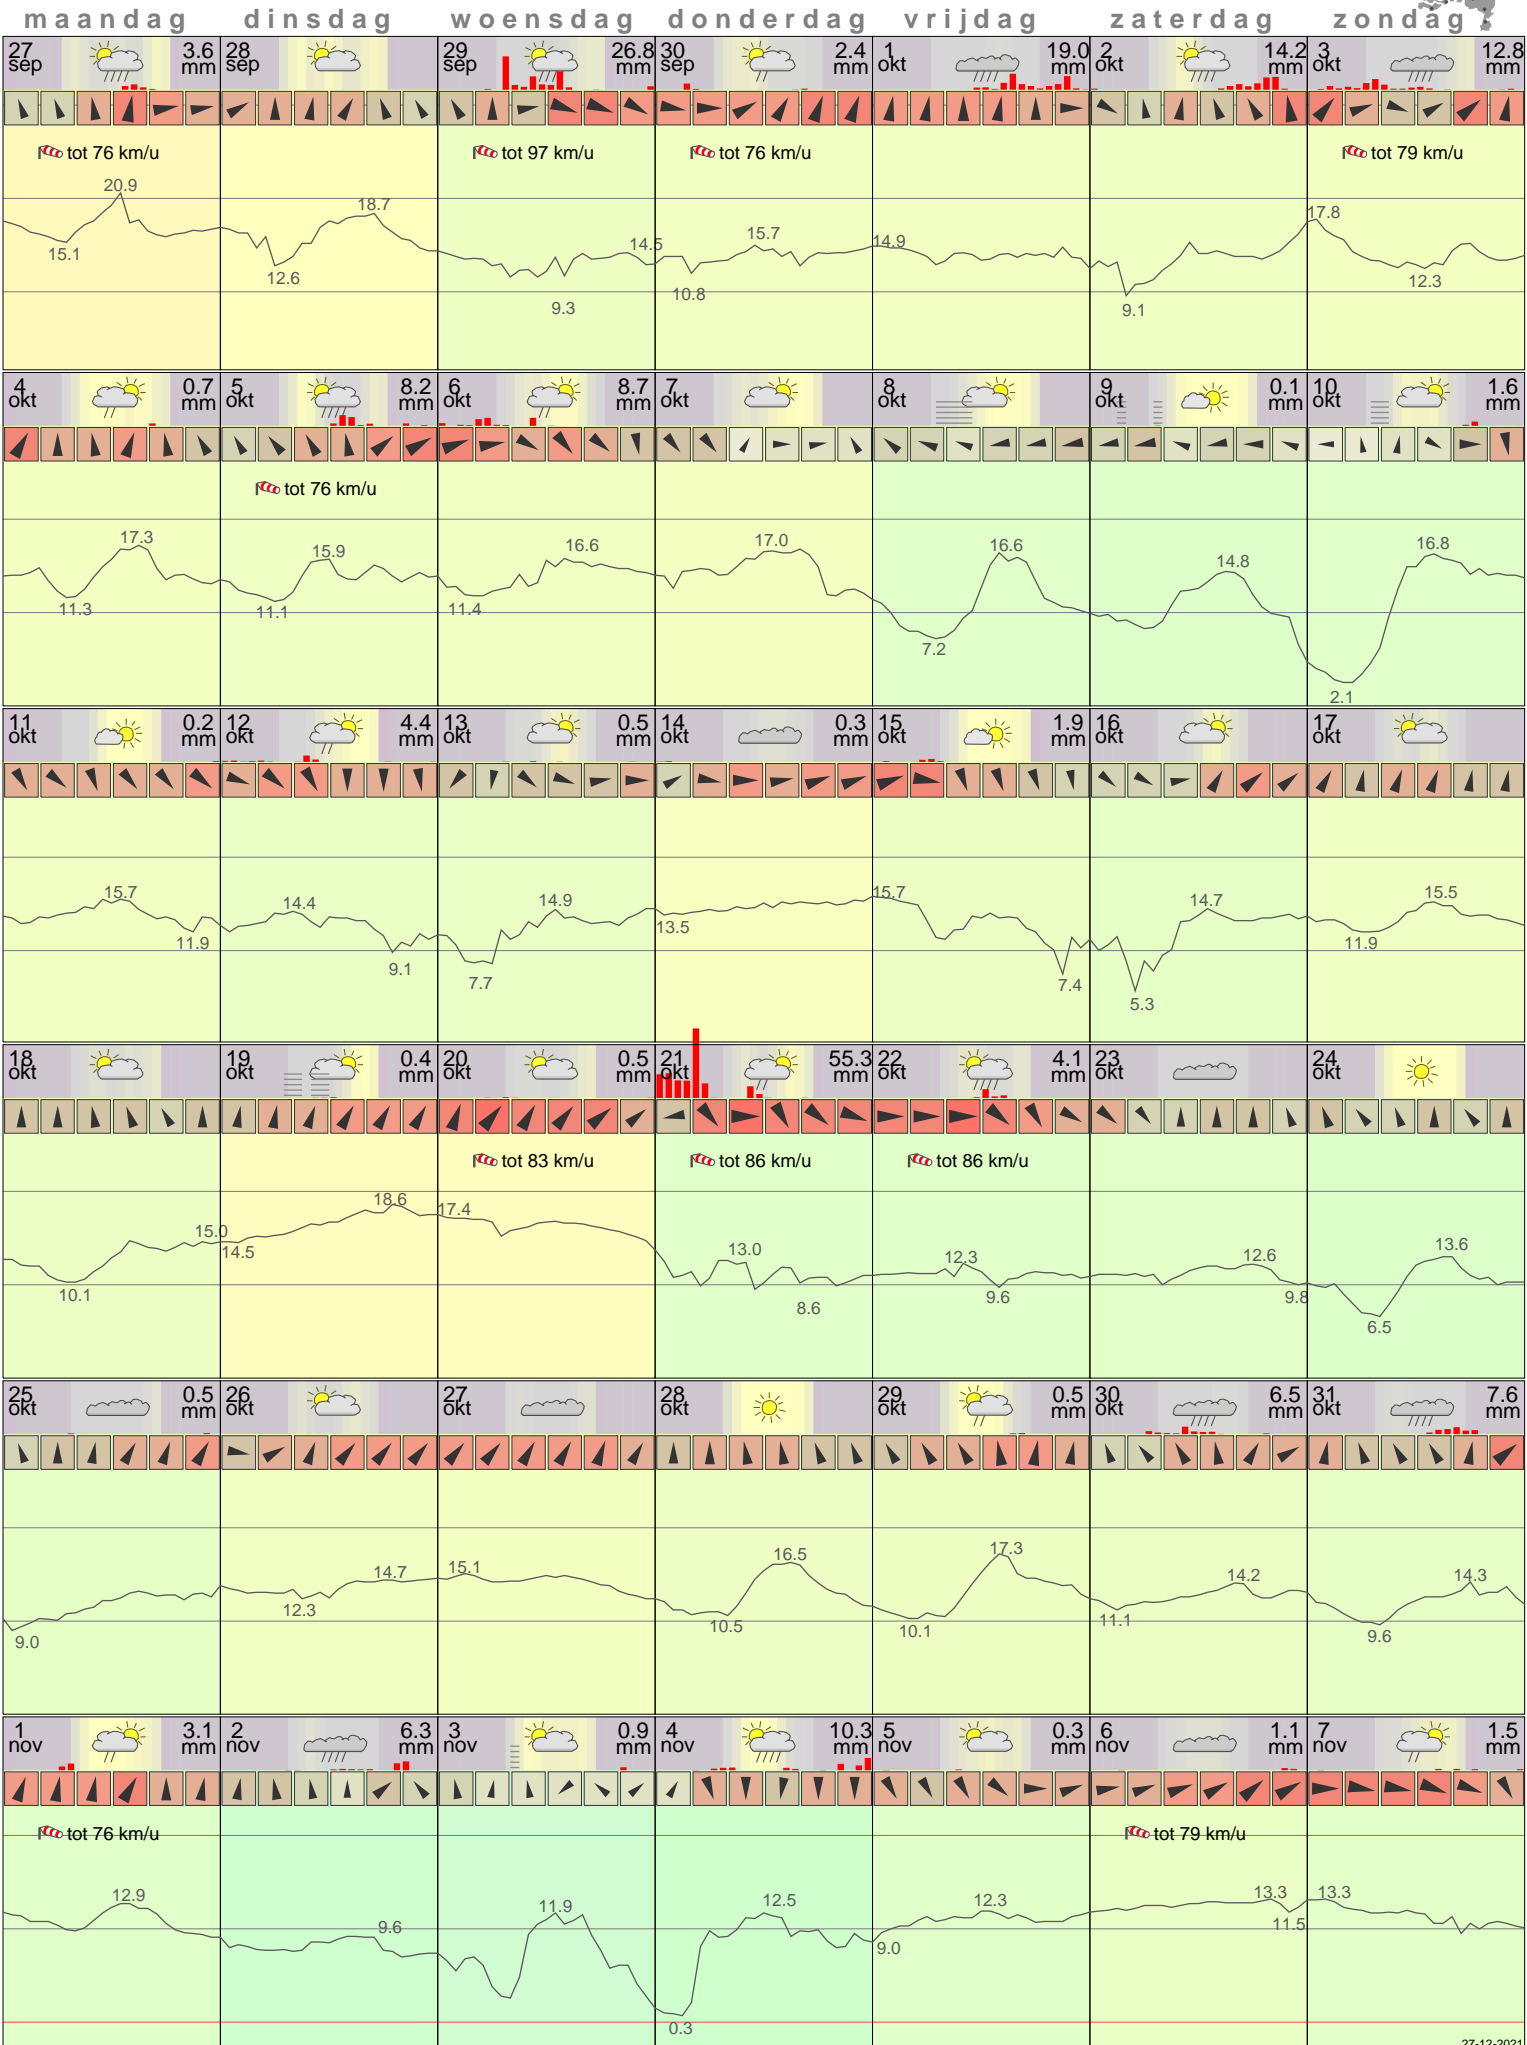 maandag dinsdag woensdag donderdag vrijdag zaterdag zondag
27 3.6 28 29 26.8 30 2.4 1 19.0 2 14.2 3 12.8
sep mm sep sep mm sep mm okt mm okt mm okt mm
tot 76 km/u tot 97 km/u tot 76 km/u tot 79 km/u
20.9 18.7 14.5 15.7 14.9 17.8
15.1 12.6 9.3 10.8 9.1 12.3
4 0.7 5 8.2 6 8.7 7 8 9 0.1 10 1.6
okt mm okt mm okt mm okt okt okt mm okt mm
tot 76 km/u
17.3 15.9 16.6 17.0 16.6 14.8 16.8
11.3 11.1 11.4 7.2 2.1
11 0.2 12 4.4 13 0.5 14 0.3 15 1.9 16 17
okt mm okt mm okt mm okt mm okt mm okt okt
15.7 14.4 14.9 15.7 14.7 15.5
11.9 9.1 7.7 13.5 7.4 5.3 11.9
18 19 0.4 20 0.5 21 55.3 22 4.1 23 24
okt okt mm okt mm okt mm okt mm okt okt
tot 83 km/u tot 86 km/u tot 86 km/u
15.0 18.6 17.4 13.0 12.3 12.6 13.6
10.1 14.5 8.6 9.6 9.8 6.5
25 0.5 26 27 28 29 0.5 30 6.5 31 7.6
okt mm okt okt okt okt mm okt mm okt mm
14.7 15.1 16.5 17.3 14.2 14.3
9.0 12.3 10.5 10.1 11.1 9.6
1 3.1 2 6.3 3 0.9 4 10.3 5 0.3 6 1.1 7 1.5
nov mm nov mm nov mm nov mm nov mm nov mm nov mm
tot 76 km/u tot 79 km/u
12.9 9.6 11.9 12.5 12.3 13.3 13.3
0.3 9.0 11.5
27-12-2021